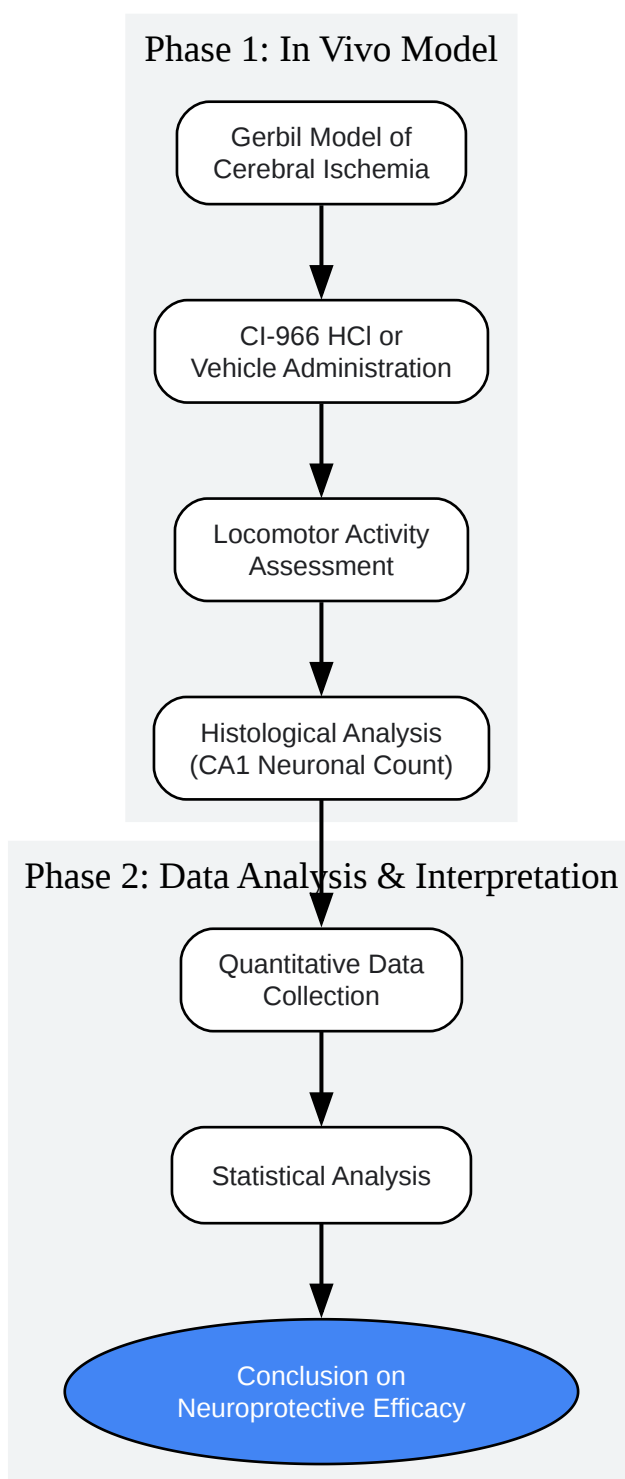 Phase 1: In Vivo Model
Gerbil Model of
Cerebral Ischemia
CI-966 HCl or
Vehicle Administration
Locomotor Activity
Assessment
Histological Analysis
(CA1 Neuronal Count)
Phase 2: Data Analysis & Interpretation
Quantitative Data
Collection
Statistical Analysis
Conclusion on
Neuroprotective Efficacy